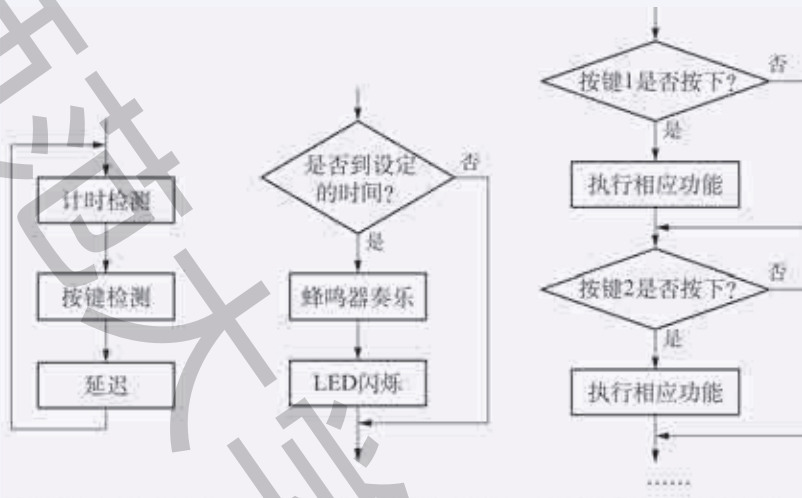 计时检测
按键检测
延迟
是否到设定
的时间?
否
是
蜂鸣器奏乐
LED闪烁
按键1是否按下?
否
是
执行相应功能
按键2是否按下?
否
是
执行相应功能
……
范大学